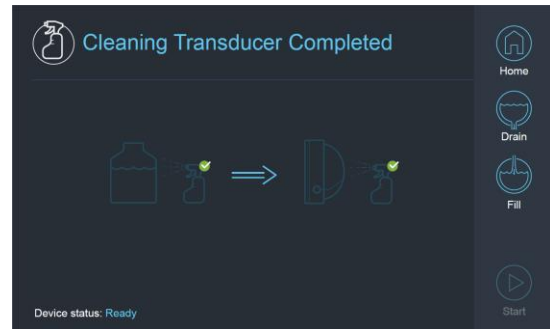 Cleaning Transducer Completed
Home
Drain
Fill
Device status: Ready
Start